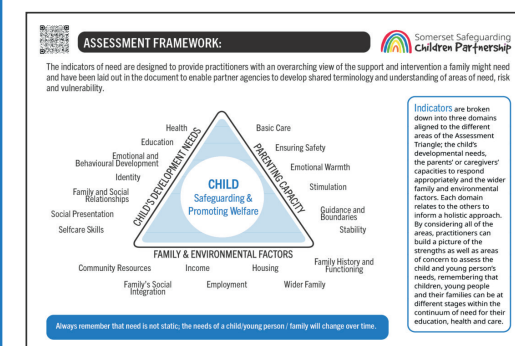 ASSESSMENT FRAMEWORK:
Somerset Safeguarding
Children Partnership
The indicators of need are designed to provide practitioners with an overarching view of the support and intervention a family might need
and have been laid out in the document to enable partner agencies to develop shared terminology and understanding of areas of need, risk
and vulnerability.
Health
Education
Emotional and
Behavioural Development
Identity
Family and Social
Relationships
Social Presentation
Selfcare Skills
CHILD'S DEVELOPMENT NEEDS
CHILD
Safeguarding &
Promoting Welfare
PARENTING CAPACITY
Basic Care
Ensuring Safety
Emotional Warmth
Stimulation
Guidance and
Boundaries
Stability
FAMILY & ENVIRONMENTAL FACTORS
Community Resources
Income
Housing
Family History and
Functioning
Family's Social
Integration
Employment
Wider Family
Indicators are broken
down into three domains
aligned to the different
areas of the Assessment
Triangle; the child's
developmental needs,
the parents' or caregivers'
capacities to respond
appropriately and the wider
family and environmental
factors. Each domain
relates to the others to
inform a holistic approach.
By considering all of the
areas, practitioners can
build a picture of the
strengths as well as areas
of concern to assess the
child and young person's
needs, remembering that
children, young people
and their families can be at
different stages within the
continuum of need for their
education, health and care.
Always remember that need is not static; the needs of a child/young person / family will change over time.